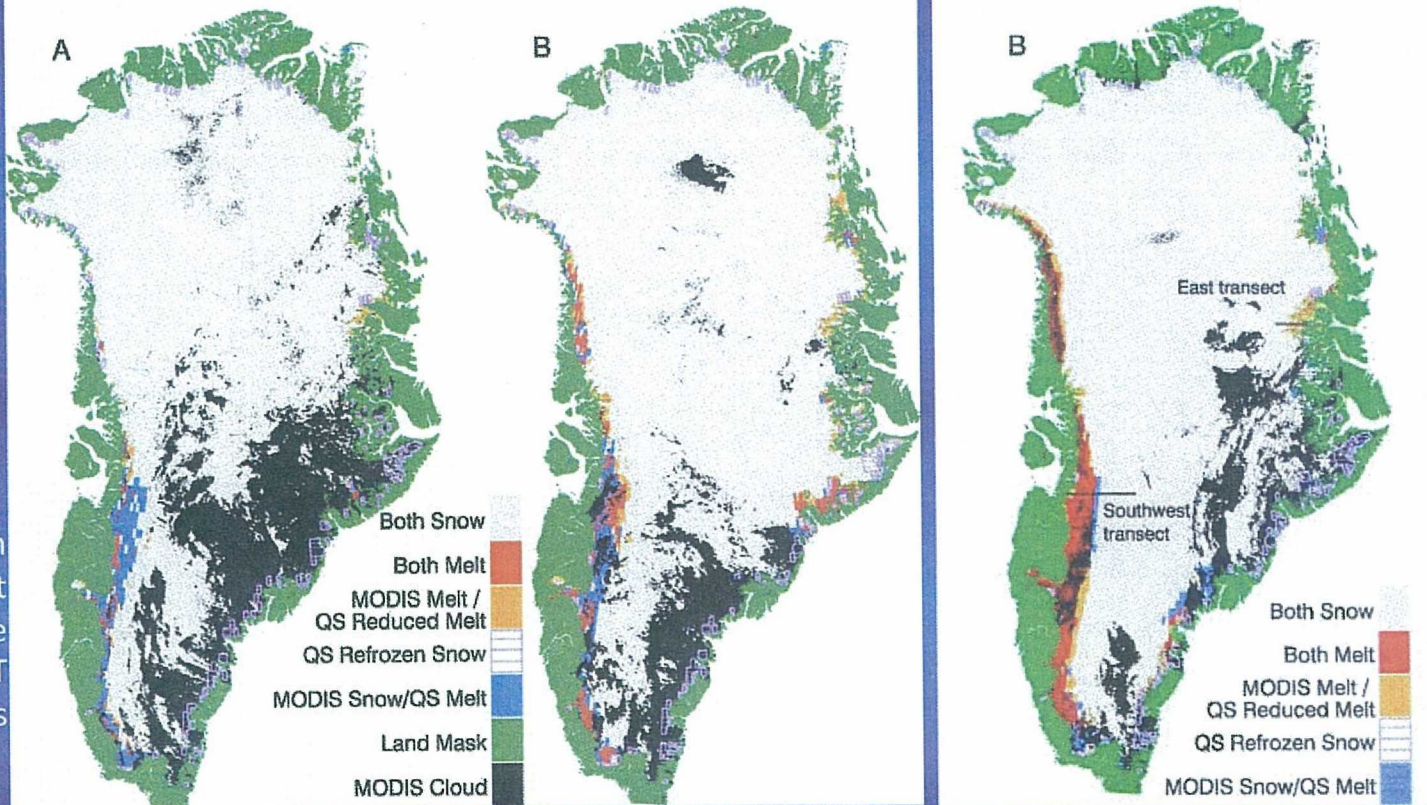 A
B
Both Snow
Both Melt
MODIS Melt /
QS Reduced Melt
QS Refrozen Snow
MODIS Snow/QS Melt
Land Mask
MODIS Cloud
B
East transect
Southwest
transect
Both Snow
Both Melt
MODIS Melt /
QS Reduced Melt
QS Refrozen Snow
MODIS Snow/QS Melt